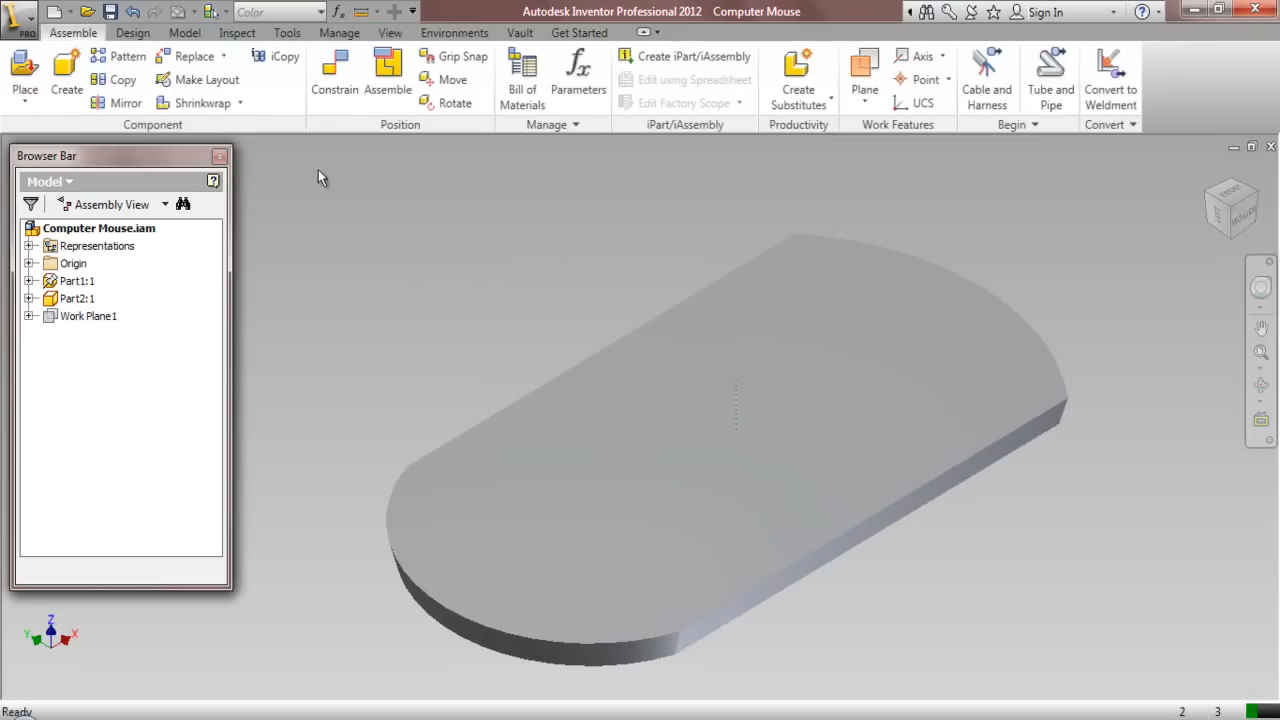 Color
Autodesk Inventor Professional 2012 Computer Mouse
Sign In
PRO
Assemble Design Model Inspect Tools Manage View Environments Vault Get Started
Pattern Replace iCopy
Copy Make Layout
Mirror Shrinkwrap
Place Create
Component
Constrain Assemble
Grip Snap
Move
Rotate
Position
Bill of Materials Parameters
Manage
Create iPart/iAssembly
Edit using Spreadsheet
Edit Factory Scope
iPart/iAssembly
Create Substitutes
Productivity
Plane
Axis
Point
UCS
Work Features
Cable and Harness Tube and Pipe
Begin
Convert to Weldment
Convert
Browser Bar
Model
Assembly View
Computer Mouse.iam
Representations
Origin
Part1:1
Part2:1
Work Plane1
FRONT
BOTTOM
Z
Y X
Ready 2 3